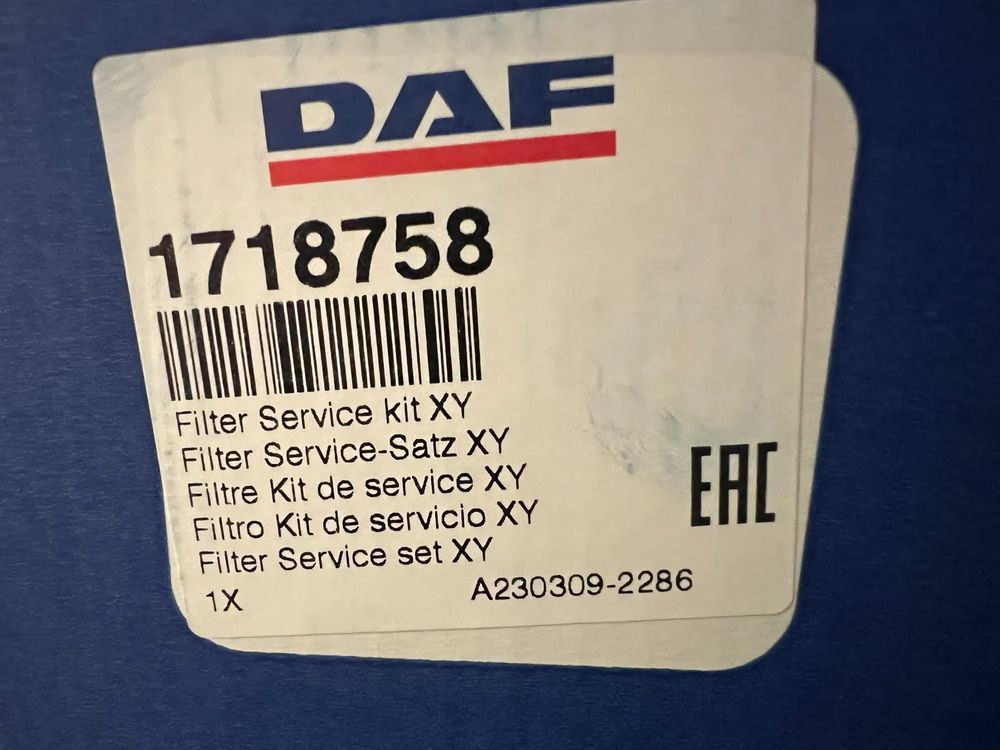 DAF
1718758
Filter Service kit XY
Filter Service-Satz XY
Filtre Kit de service XY
Filtro Kit de servicio XY
Filter Service set XY
EAC
1X A230309-2286